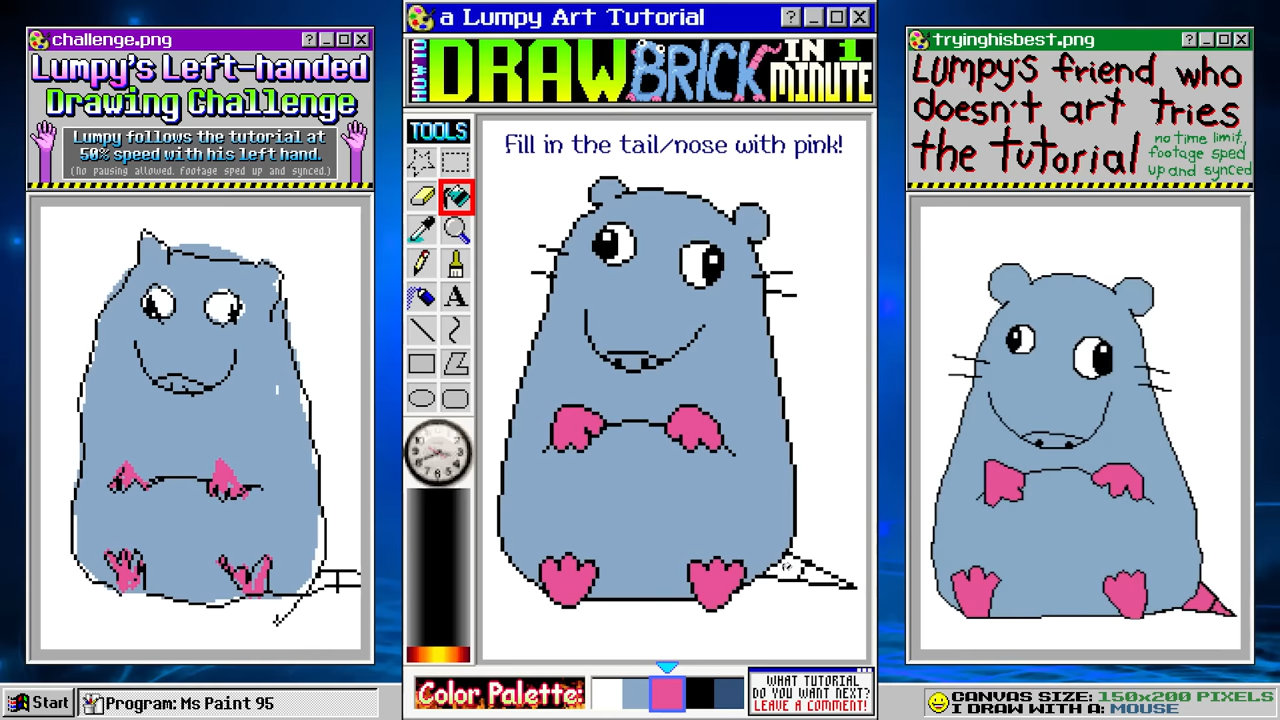 challenge.png
Lumpy's Left-handed
Drawing Challenge
Lumpy follows the tutorial at
50% speed with his left hand.
(No pausing allowed, footage sped up and synced.)
a Lumpy Art Tutorial
HOW TO DRAW BRICK IN 1 MINUTE
TOOLS
Fill in the tail/nose with pink!
A
Color Palette:
WHAT TUTORIAL
DO YOU WANT NEXT?
LEAVE A COMMENT!
tryinghisbest.png
Lumpy's friend who
doesn't art tries
the tutorial
no time limit,
footage sped
up and synced
Start
Program: Ms Paint 95
CANVAS SIZE: 150x200 PIXELS
I DRAW WITH A: MOUSE